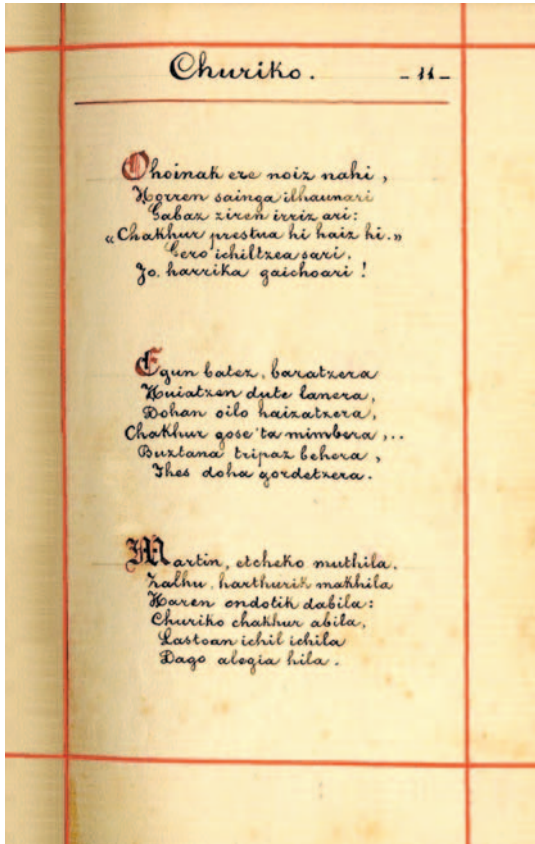 Churiko. - 11 -
Ohoinak ere noiz nahi,
Horren sainga ilhaunari
Gabaz ziren irriz ari:
« Chakhur prestua hi haiz hi. »
Gero ichiltzea sari,
Jo, harrika gaichoari !
Egun batez, baratzera
Huiatzen dute lanera,
Dohan oilo haizatzera,
Chakhur gose 'ta mimbera,..
Buztana tripaz behera,
Ihes doha gordetzera.
Martin, etcheko muthila,
Zalhu, harthurik makhila
Haren ondotik dabila:
Churiko chakhur abila,
Lastoan ichil ichila
Dago alegia hila.